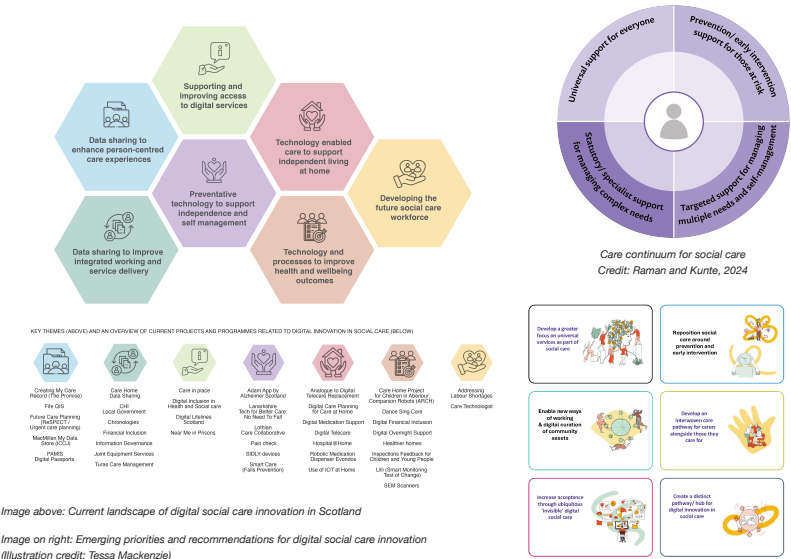 Supporting and
improving access
to digital services
Data sharing to
enhance person-centred
care experiences
Technology enabled
care to support
independent living
at home
Preventative
technology to support
independence and
self management
Developing the
future social care
workforce
Data sharing to improve
integrated working and
service delivery
Technology and
processes to improve
health and wellbeing
outcomes
KEY THEMES (ABOVE) AND AN OVERVIEW OF CURRENT PROJECTS AND PROGRAMMES RELATED TO DIGITAL INNOVATION IN SOCIAL CARE (BELOW)
Creating My Care
Record (The Promise)
Fife GIS
Future Care Planning
(ReSPECT /
Urgent care planning)
MacMillan My Data
Store (ICCJ)
PAMIS
Digital Passports
Care Home
Data Sharing
CHI
Local Government
Chronologies
Financial Inclusion
Information Governance
Joint Equipment Services
Turas Care Management
Care in place
Digital Inclusion in
Health and Social care
Digital Lifelines
Scotland
Near Me in Prisons
Adam App by
Alzheimer Scotland
Lanarkshire
Tech for Better Care:
No Need To Fall
Lothian
Care Collaborative
Pain check
SIDLY devices
Smart Care
(Falls Prevention)
Analogue to Digital
Telecare Replacement
Digital Care Planning
for Care at Home
Digital Medication Support
Digital Telecare
Hospital@Home
Robotic Medication
Dispenser Evondos
Use of IOT at Home
Care Home Project
for Children in Aberlour:
Companion Robots (ARCH)
Dance Sing Care
Digital Financial Inclusion
Digital Overnight Support
Healthier homes
Inspections Feedback for
Children and Young People
Lilli (Smart Monitoring
Test of Change)
SEM Scanners
Addressing
Labour Shortages
Care Technologist
Image above: Current landscape of digital social care innovation in Scotland
Image on right: Emerging priorities and recommendations for digital social care innovation
(Illustration credit: Tessa Mackenzie)
Universal support for everyone
Prevention/ early intervention
support for those at risk
Statutory/ specialist support
for managing complex needs
Targeted support for managing
multiple needs and self-management
Care continuum for social care
Credit: Raman and Kunte, 2024
Develop a greater
focus on universal
services as part of
social care
Reposition social
care around
prevention and
early intervention
Enable new ways
of working
& digital curation
of community
assets
Develop an
interwoven care
pathway for carers
alongside those they
care for
Increase acceptance
through ubiquitous
'invisible' digital
social care
Create a distinct
pathway/ hub for
digital innovation in
social care